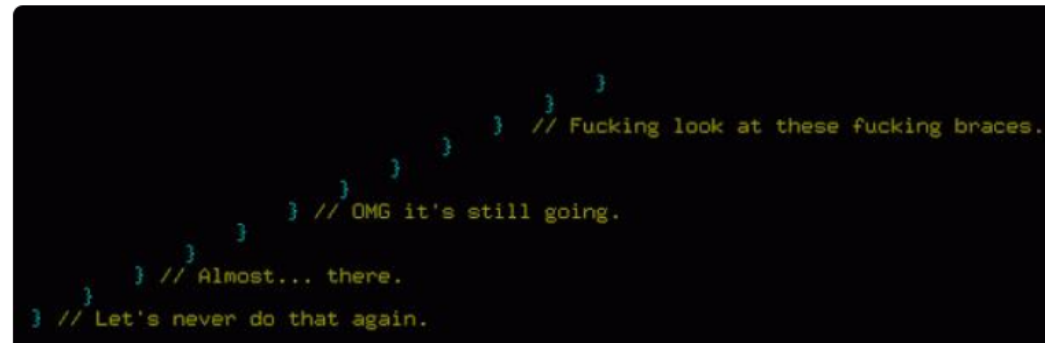 }
}
} // Fucking look at these fucking braces.
}
}
}
} // OMG it's still going.
}
}
} // Almost... there.
}
} // Let's never do that again.